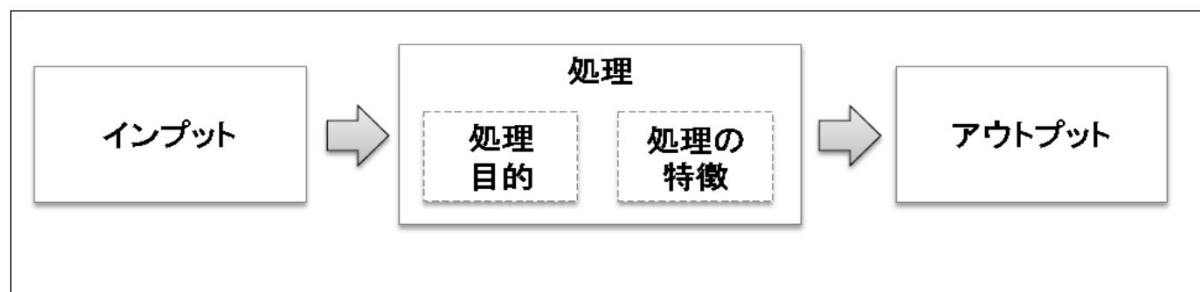 インプット
処理
処理
目的
処理の
特徴
アウトプット